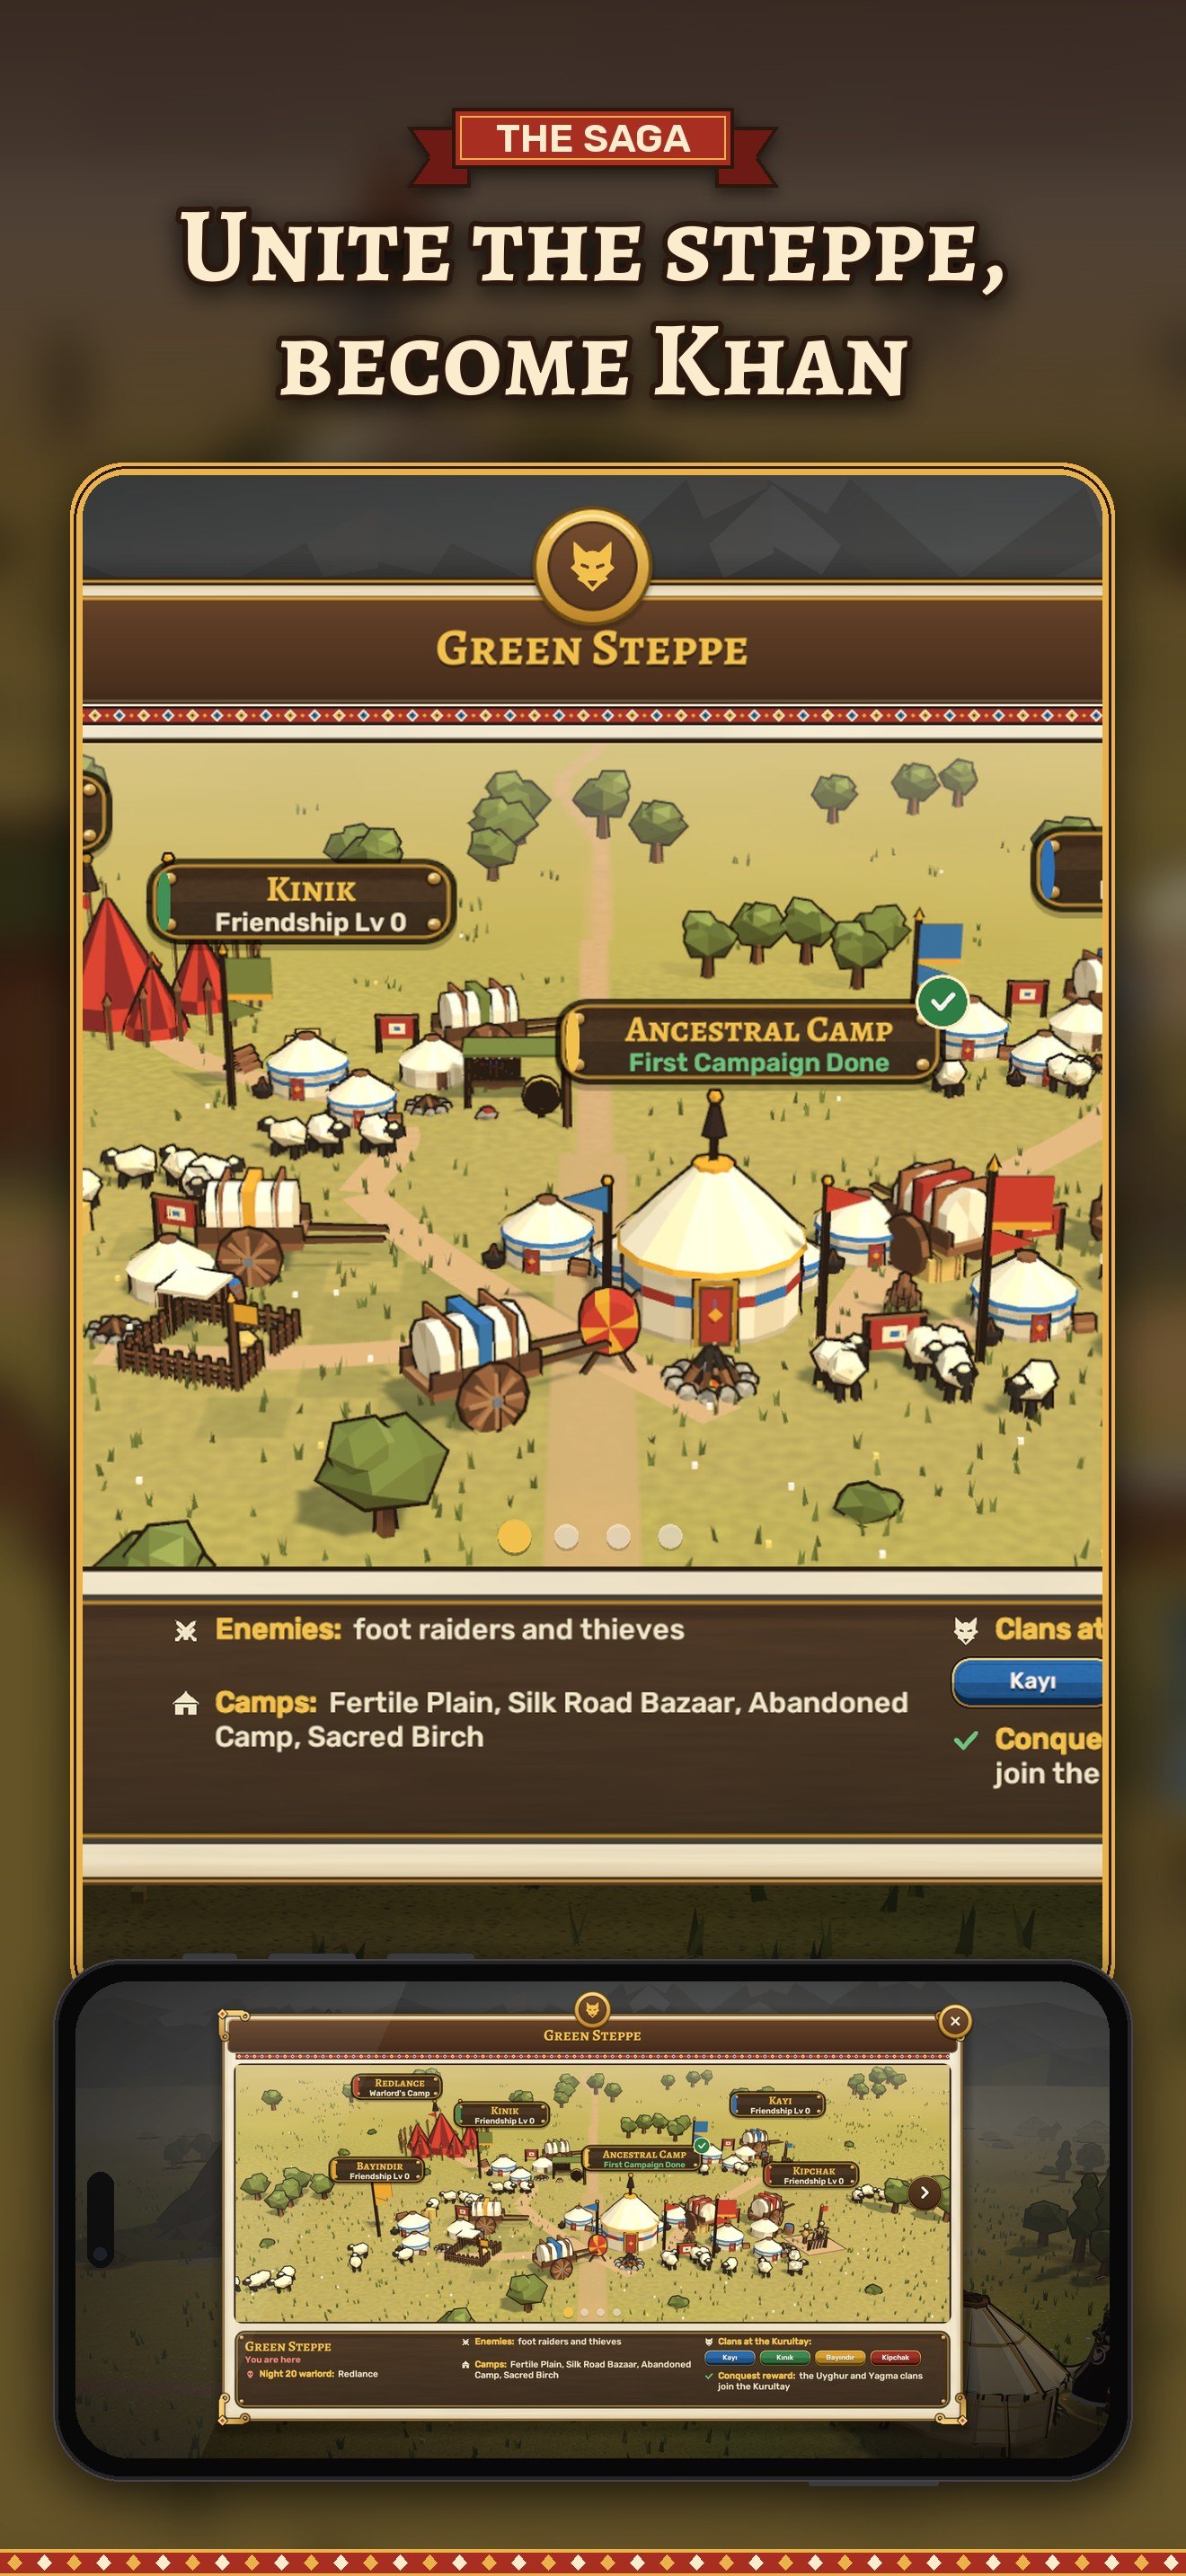 THE SAGA
Unite the steppe,
become Khan
Green Steppe
Kinik
Friendship Lv 0
Ancestral Camp
First Campaign Done
Enemies: foot raiders and thieves
Camps: Fertile Plain, Silk Road Bazaar, Abandoned
Camp, Sacred Birch
Clans at
Kayı
Conque
join the
Green Steppe
Redlance
Warlord's Camp
Kinik
Friendship Lv 0
Kayi
Friendship Lv 0
Ancestral Camp
First Campaign Done
Bayindir
Friendship Lv 0
Kipchak
Friendship Lv 0
Green Steppe
You are here
Night 20 warlord: Redlance
Enemies: foot raiders and thieves
Camps: Fertile Plain, Silk Road Bazaar, Abandoned
Camp, Sacred Birch
Clans at the Kurultay:
Kayı Kınık Bayındır Kıpchak
Conquest reward: the Uyghur and Yagma clans
join the Kurultay